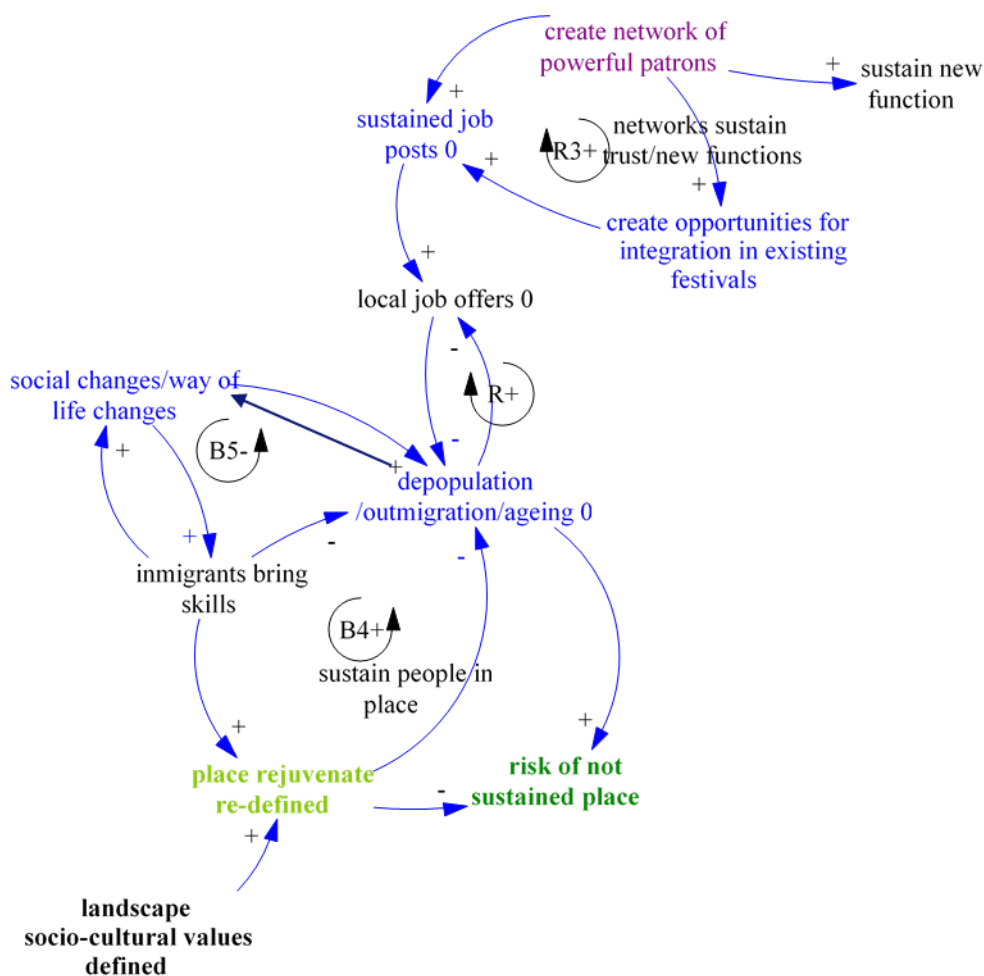 create network of
powerful patrons
+
sustain new
function
+
sustained job
posts 0
+
R3+
networks sustain
trust/new functions
+
create opportunities for
integration in existing
festivals
+
local job offers 0
-
social changes/way of
life changes
R+
B5-
+
-
+
depopulation
/outmigration/ageing 0
+
-
-
inmigrants bring
skills
B4+
sustain people in
place
+
+
place rejuvenate
re-defined
risk of not
sustained place
-
+
landscape
socio-cultural values
defined